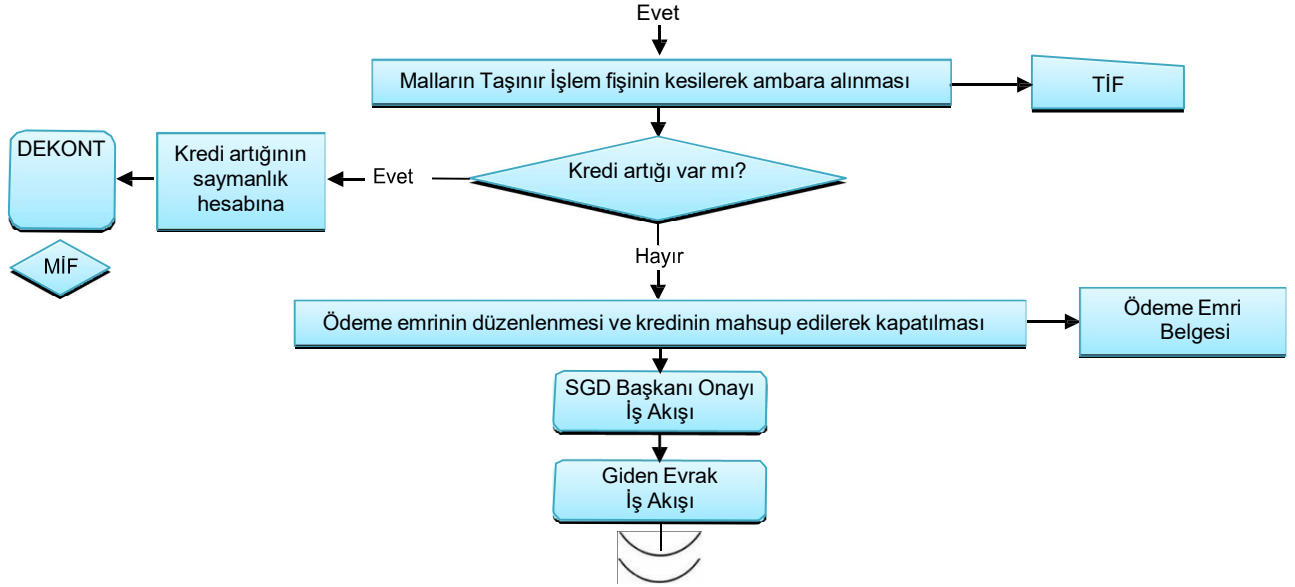 Evet
Malların Taşınır İşlem fişinin kesilerek ambara alınması
TİF
Kredi artığı var mı?
Evet
Kredi artığının
saymanlık
hesabına
DEKONT
MİF
Hayır
Ödeme emrinin düzenlenmesi ve kredinin mahsup edilerek kapatılması
Ödeme Emri
Belgesi
SGD Başkanı Onayı
İş Akışı
Giden Evrak
İş Akışı